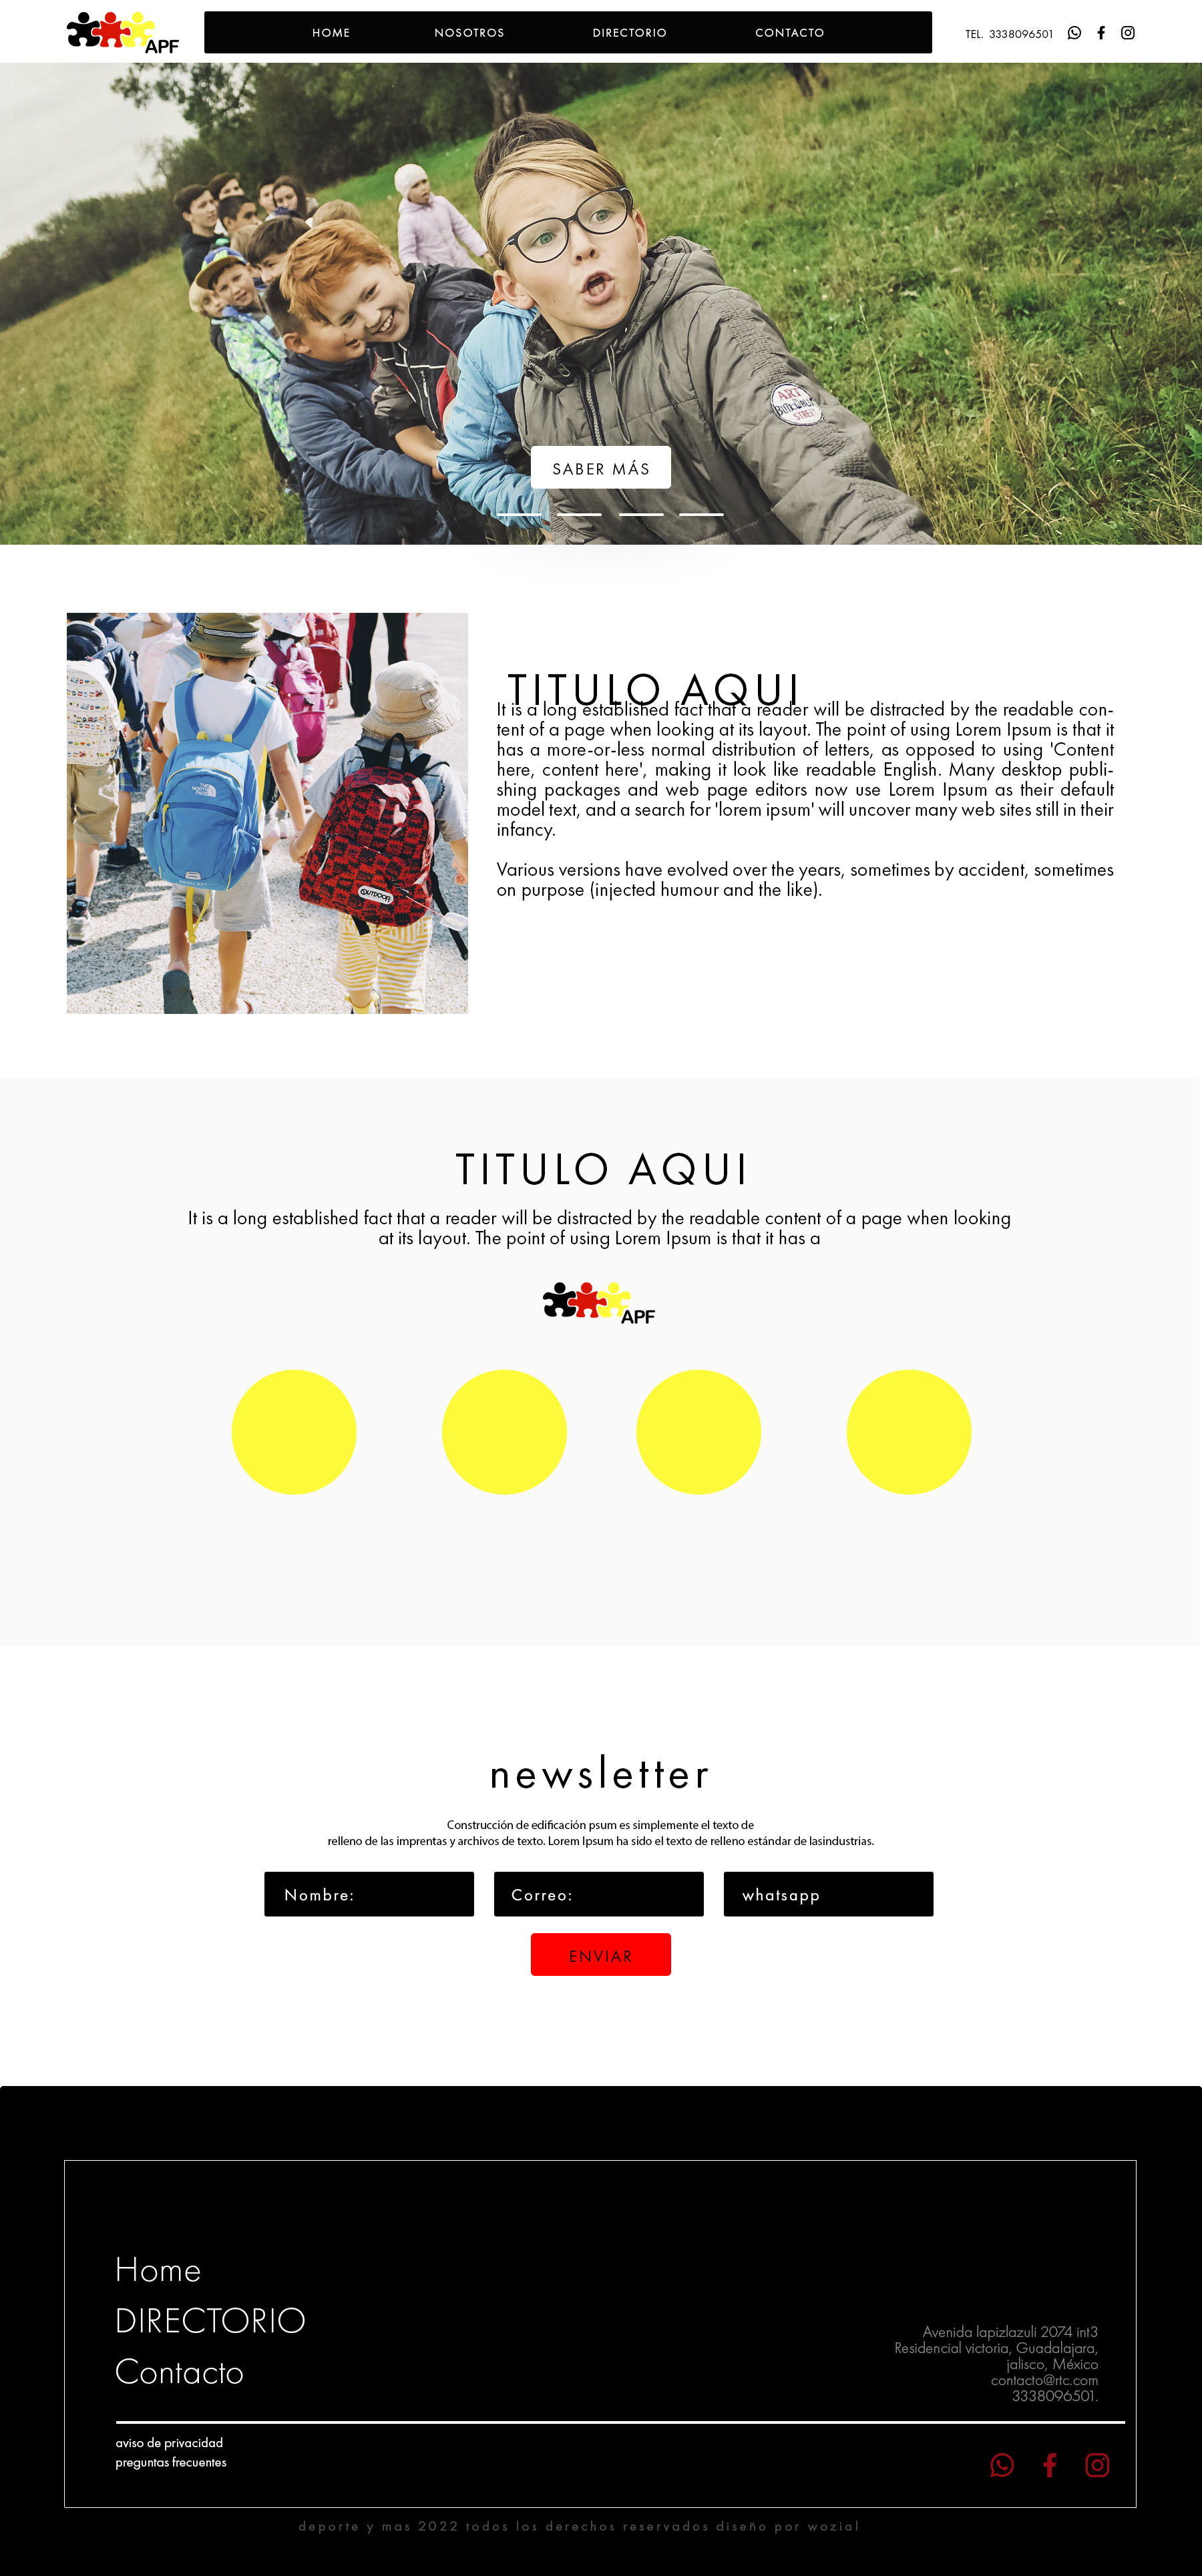 APF
HOME NOSOTROS DIRECTORIO CONTACTO
TEL. 3338096501
ART
STREET
SABER MÁS
TITULO AQUI
It is a long established fact that a reader will be distracted by the readable con-
tent of a page when looking at its layout. The point of using Lorem Ipsum is that it
has a more-or-less normal distribution of letters, as opposed to using 'Content
here, content here', making it look like readable English. Many desktop publi-
shing packages and web page editors now use Lorem Ipsum as their default
model text, and a search for 'lorem ipsum' will uncover many web sites still in their
infancy.
Various versions have evolved over the years, sometimes by accident, sometimes
on purpose (injected humour and the like).
THE
NORTH
FACE
OUTDOOR
TITULO AQUI
It is a long established fact that a reader will be distracted by the readable content of a page when looking
at its layout. The point of using Lorem Ipsum is that it has a
APF
newsletter
Construcción de edificación psum es simplemente el texto de
relleno de las imprentas y archivos de texto. Lorem Ipsum ha sido el texto de relleno estándar de lasindustrias.
Nombre: Correo: whatsapp
ENVIAR
Home
DIRECTORIO
Contacto
Avenida lapizlazuli 2074 int3
Residencial victoria, Guadalajara,
jalisco, México
contacto@rtc.com
3338096501.
aviso de privacidad
preguntas frecuentes
deporte y mas 2022 todos los derechos reservados diseño por wozial